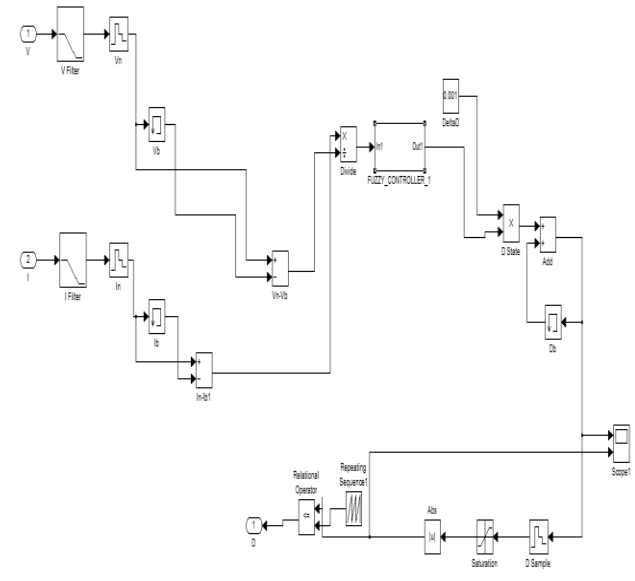 1
V
V Filter
Vn
Vb
0.001
DeltaD
×
÷
Divide
In1
Out1
FUZZY_CONTROLLER_1
X
D State
+
+
Add
2
I
I Filter
In
Ib
+
−
Vn-Vb
+
−
In-Ib1
Db
Scope1
Relational
Operator
<=
Repeating
Sequence1
1
D
Abs
|u|
Saturation
D Sample